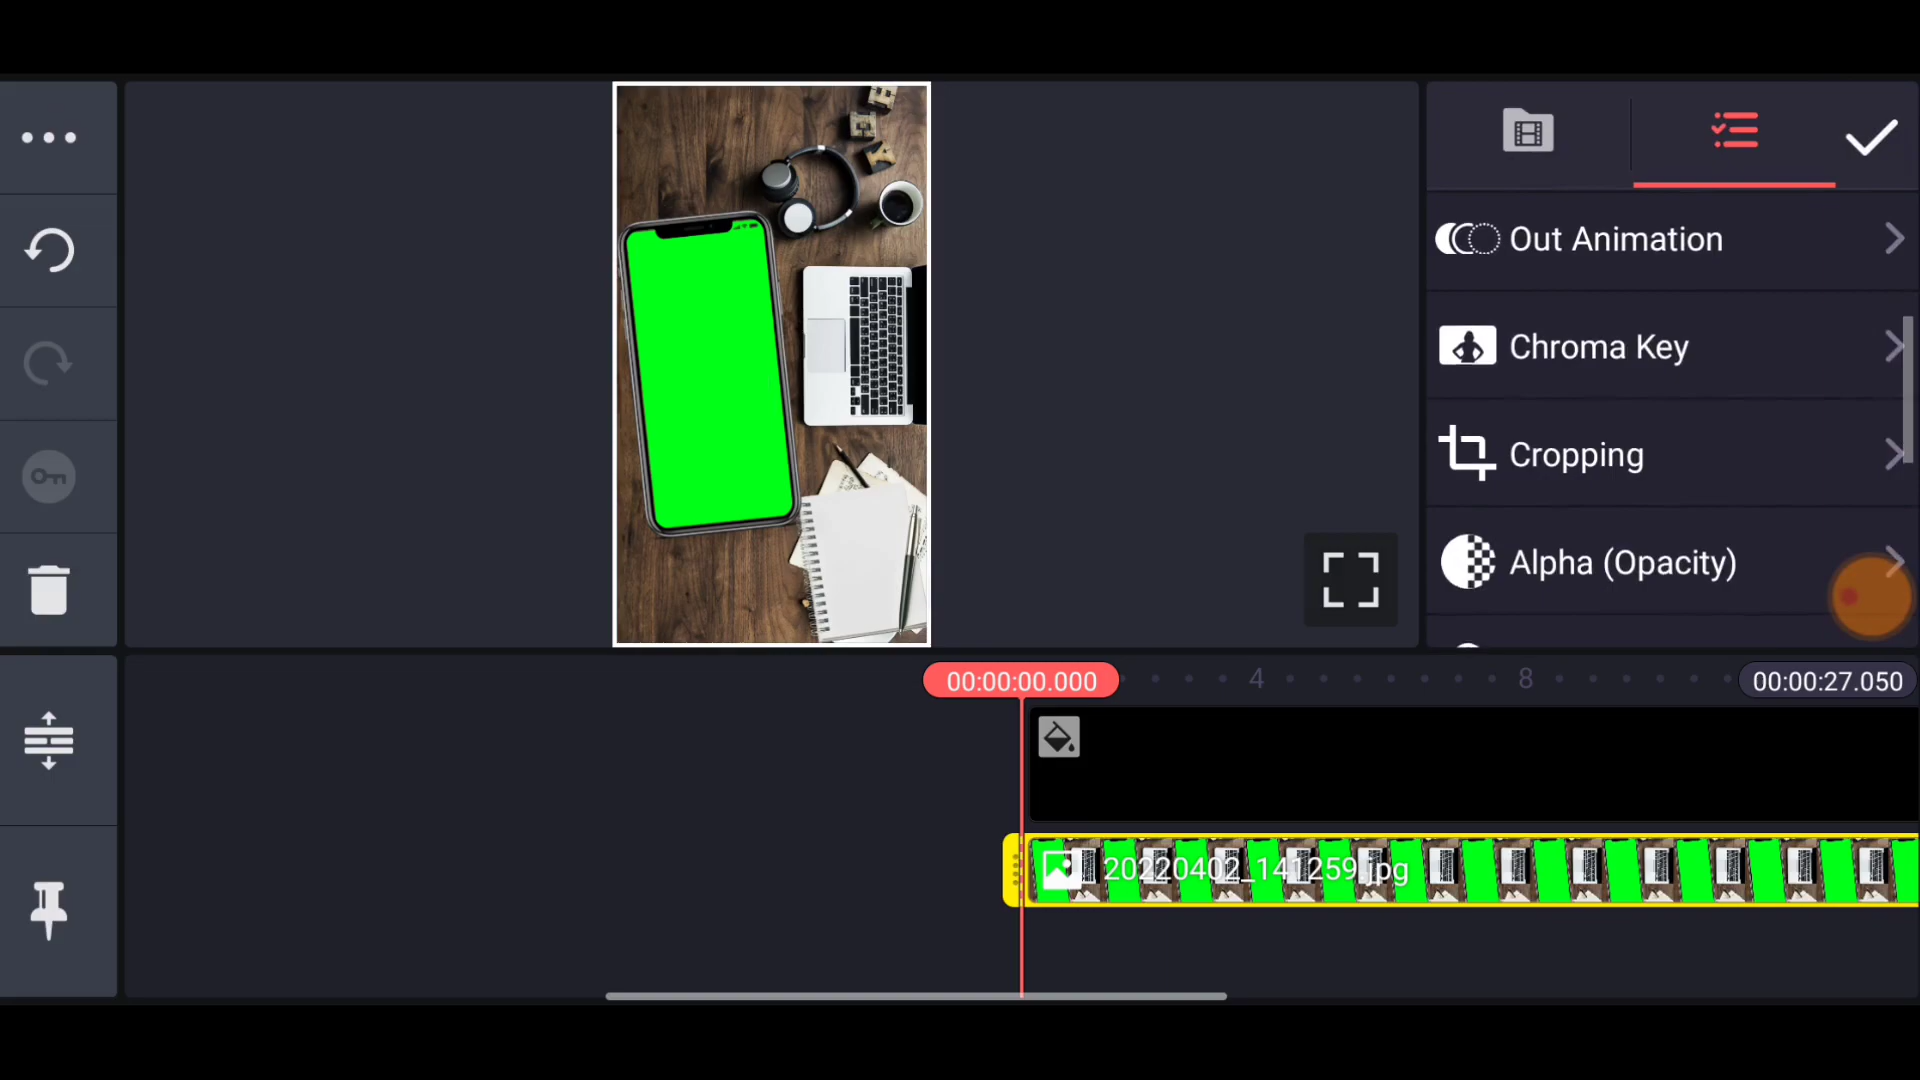 Out Animation
Chroma Key
Cropping
Alpha (Opacity)
00:00:00.000
4
8
00:00:27.050
20220402_141259.jpg